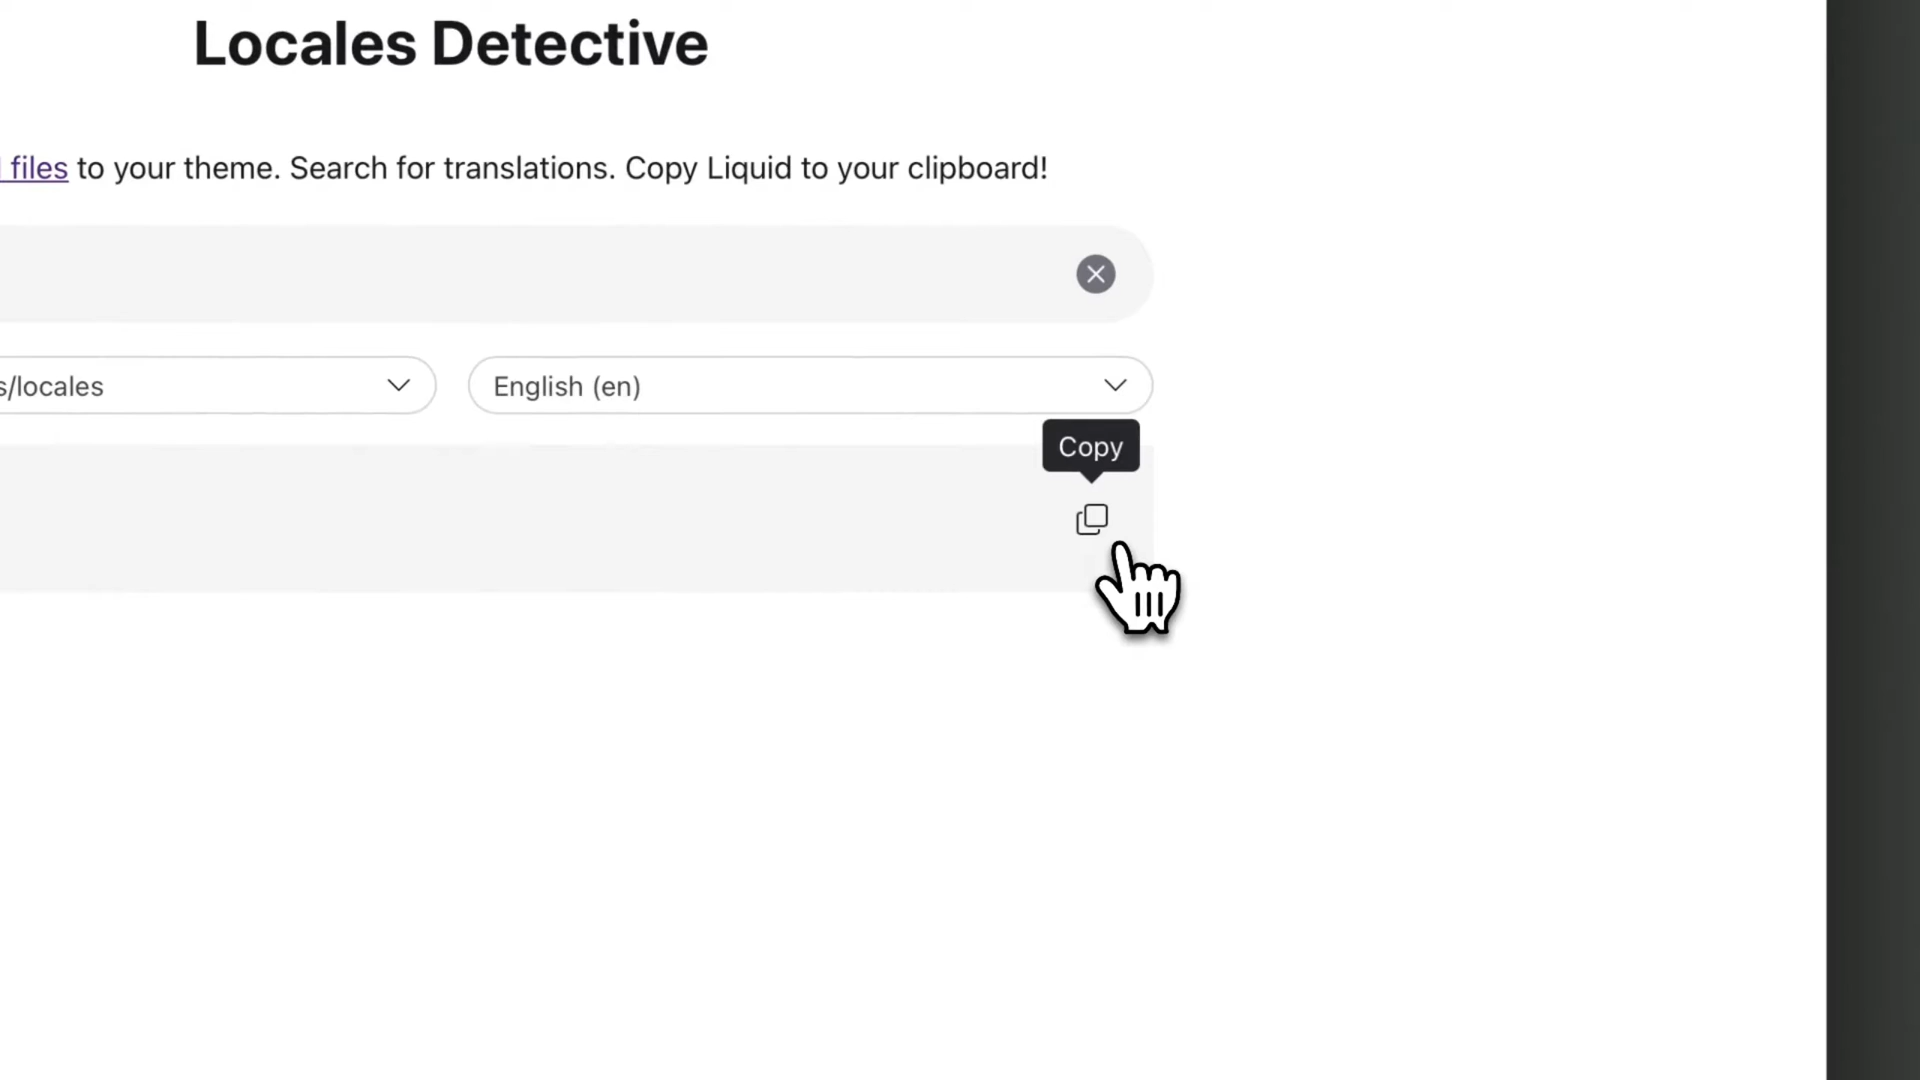 Locales Detective
files to your theme. Search for translations. Copy Liquid to your clipboard!
s/locales
English (en)
Copy